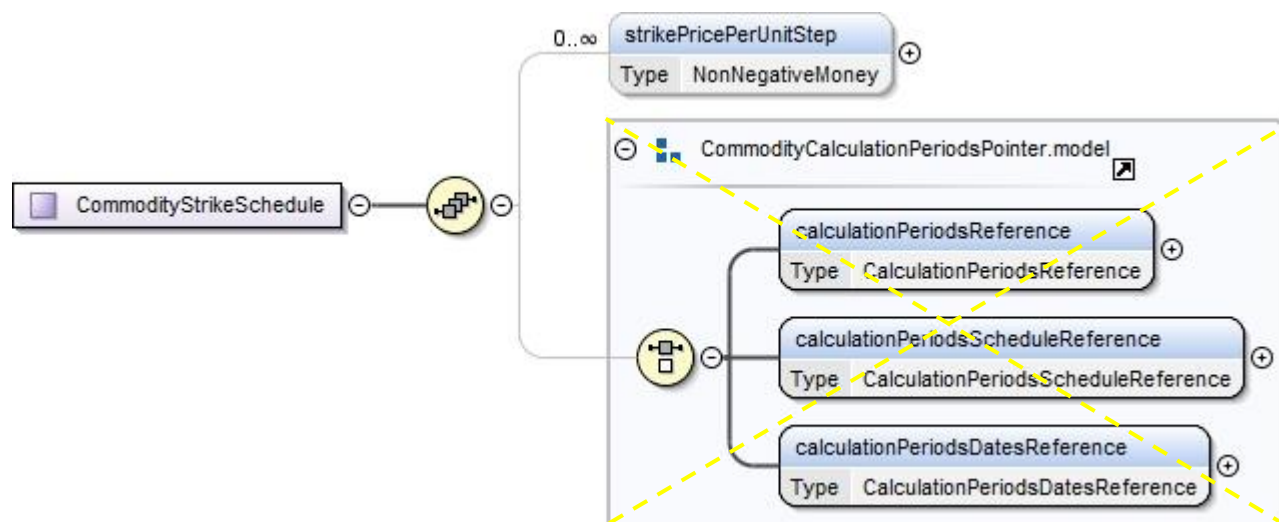 0..∞
strikePricePerUnitStep
Type NonNegativeMoney
CommodityCalculationPeriodsPointer.model
CommodityStrikeSchedule
calculationPeriodsReference
Type CalculationPeriodsReference
calculationPeriodsScheduleReference
Type CalculationPeriodsScheduleReference
calculationPeriodsDatesReference
Type CalculationPeriodsDatesReference